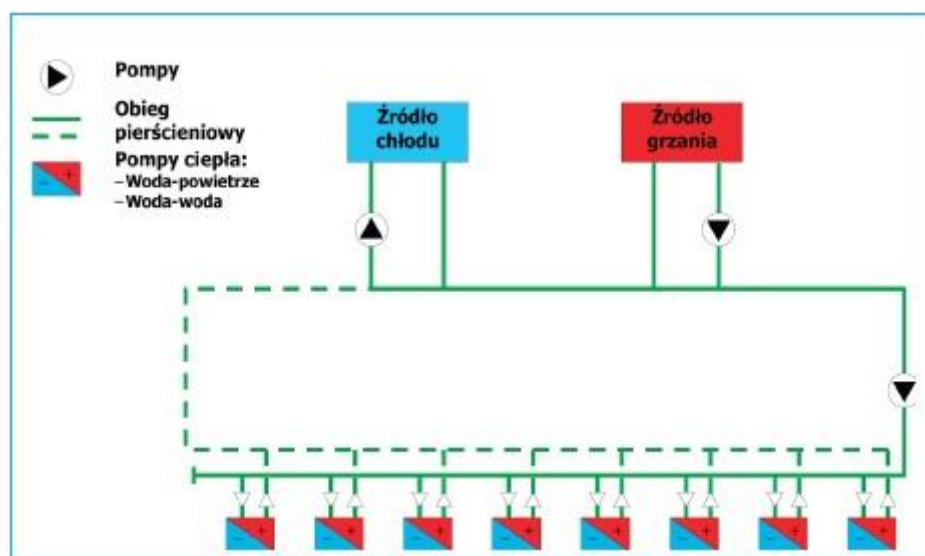 Pompy
Obieg
pierścieniowy
Pompy ciepła:
– Woda-powietrze
– Woda-woda
Źródło
chłodu
Źródło
grzania
– +
– +
– +
– +
– +
– +
– +
– +
– +